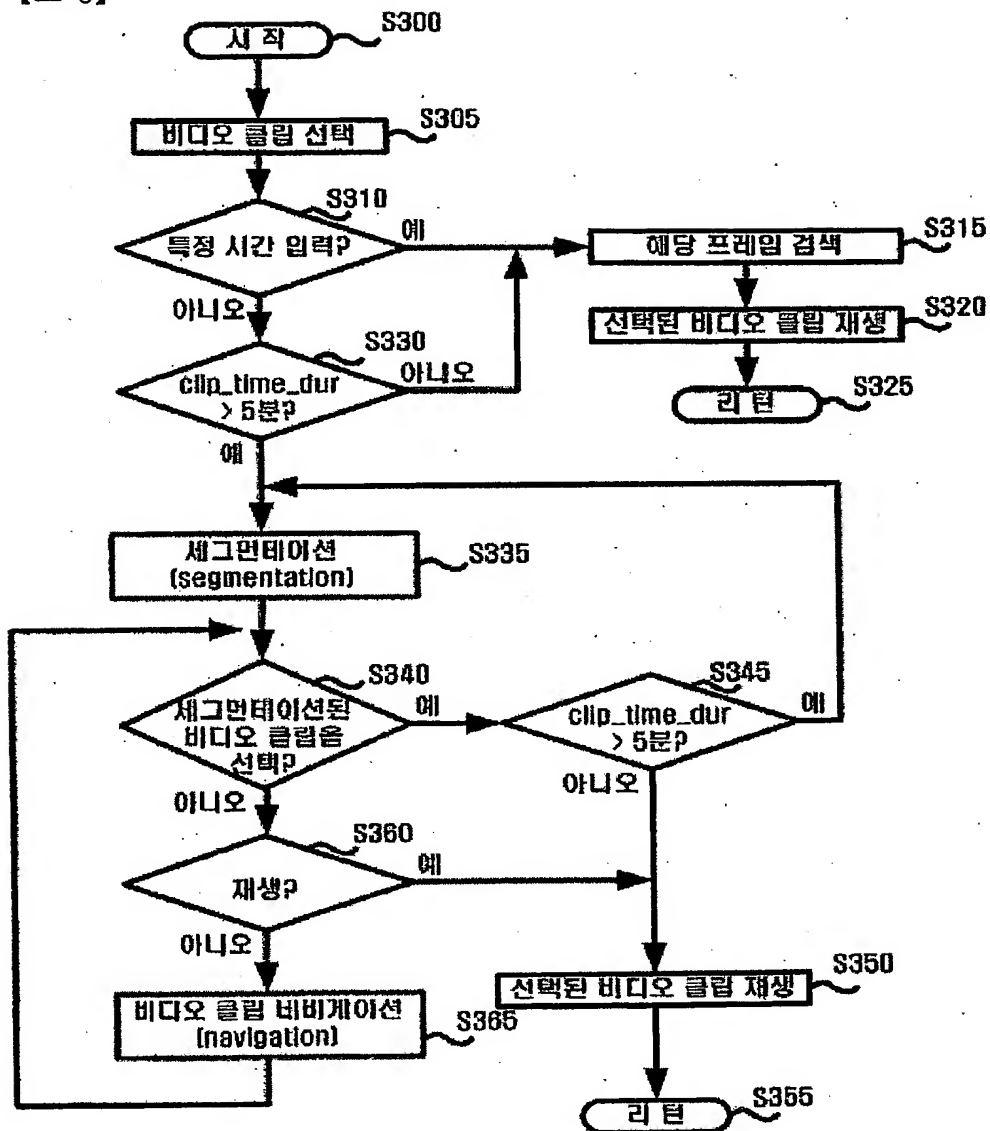 시 작
S300
비디오 클립 선택
S305
S310
특정 시간 입력?
예
아니오
해당 프레임 검색
S315
선택된 비디오 클립 재생
S320
리 턴
S325
S330
clip_time_dur
> 5분?
아니오
예
세그먼테이션
(segmentation)
S335
S340
세그먼테이션된
비디오 클립을
선택?
예
아니오
S345
clip_time_dur
> 5분?
예
아니오
S360
재생?
예
아니오
비디오 클립 비비게이션
(navigation)
S365
선택된 비디오 클립 재생
S350
리 턴
S355